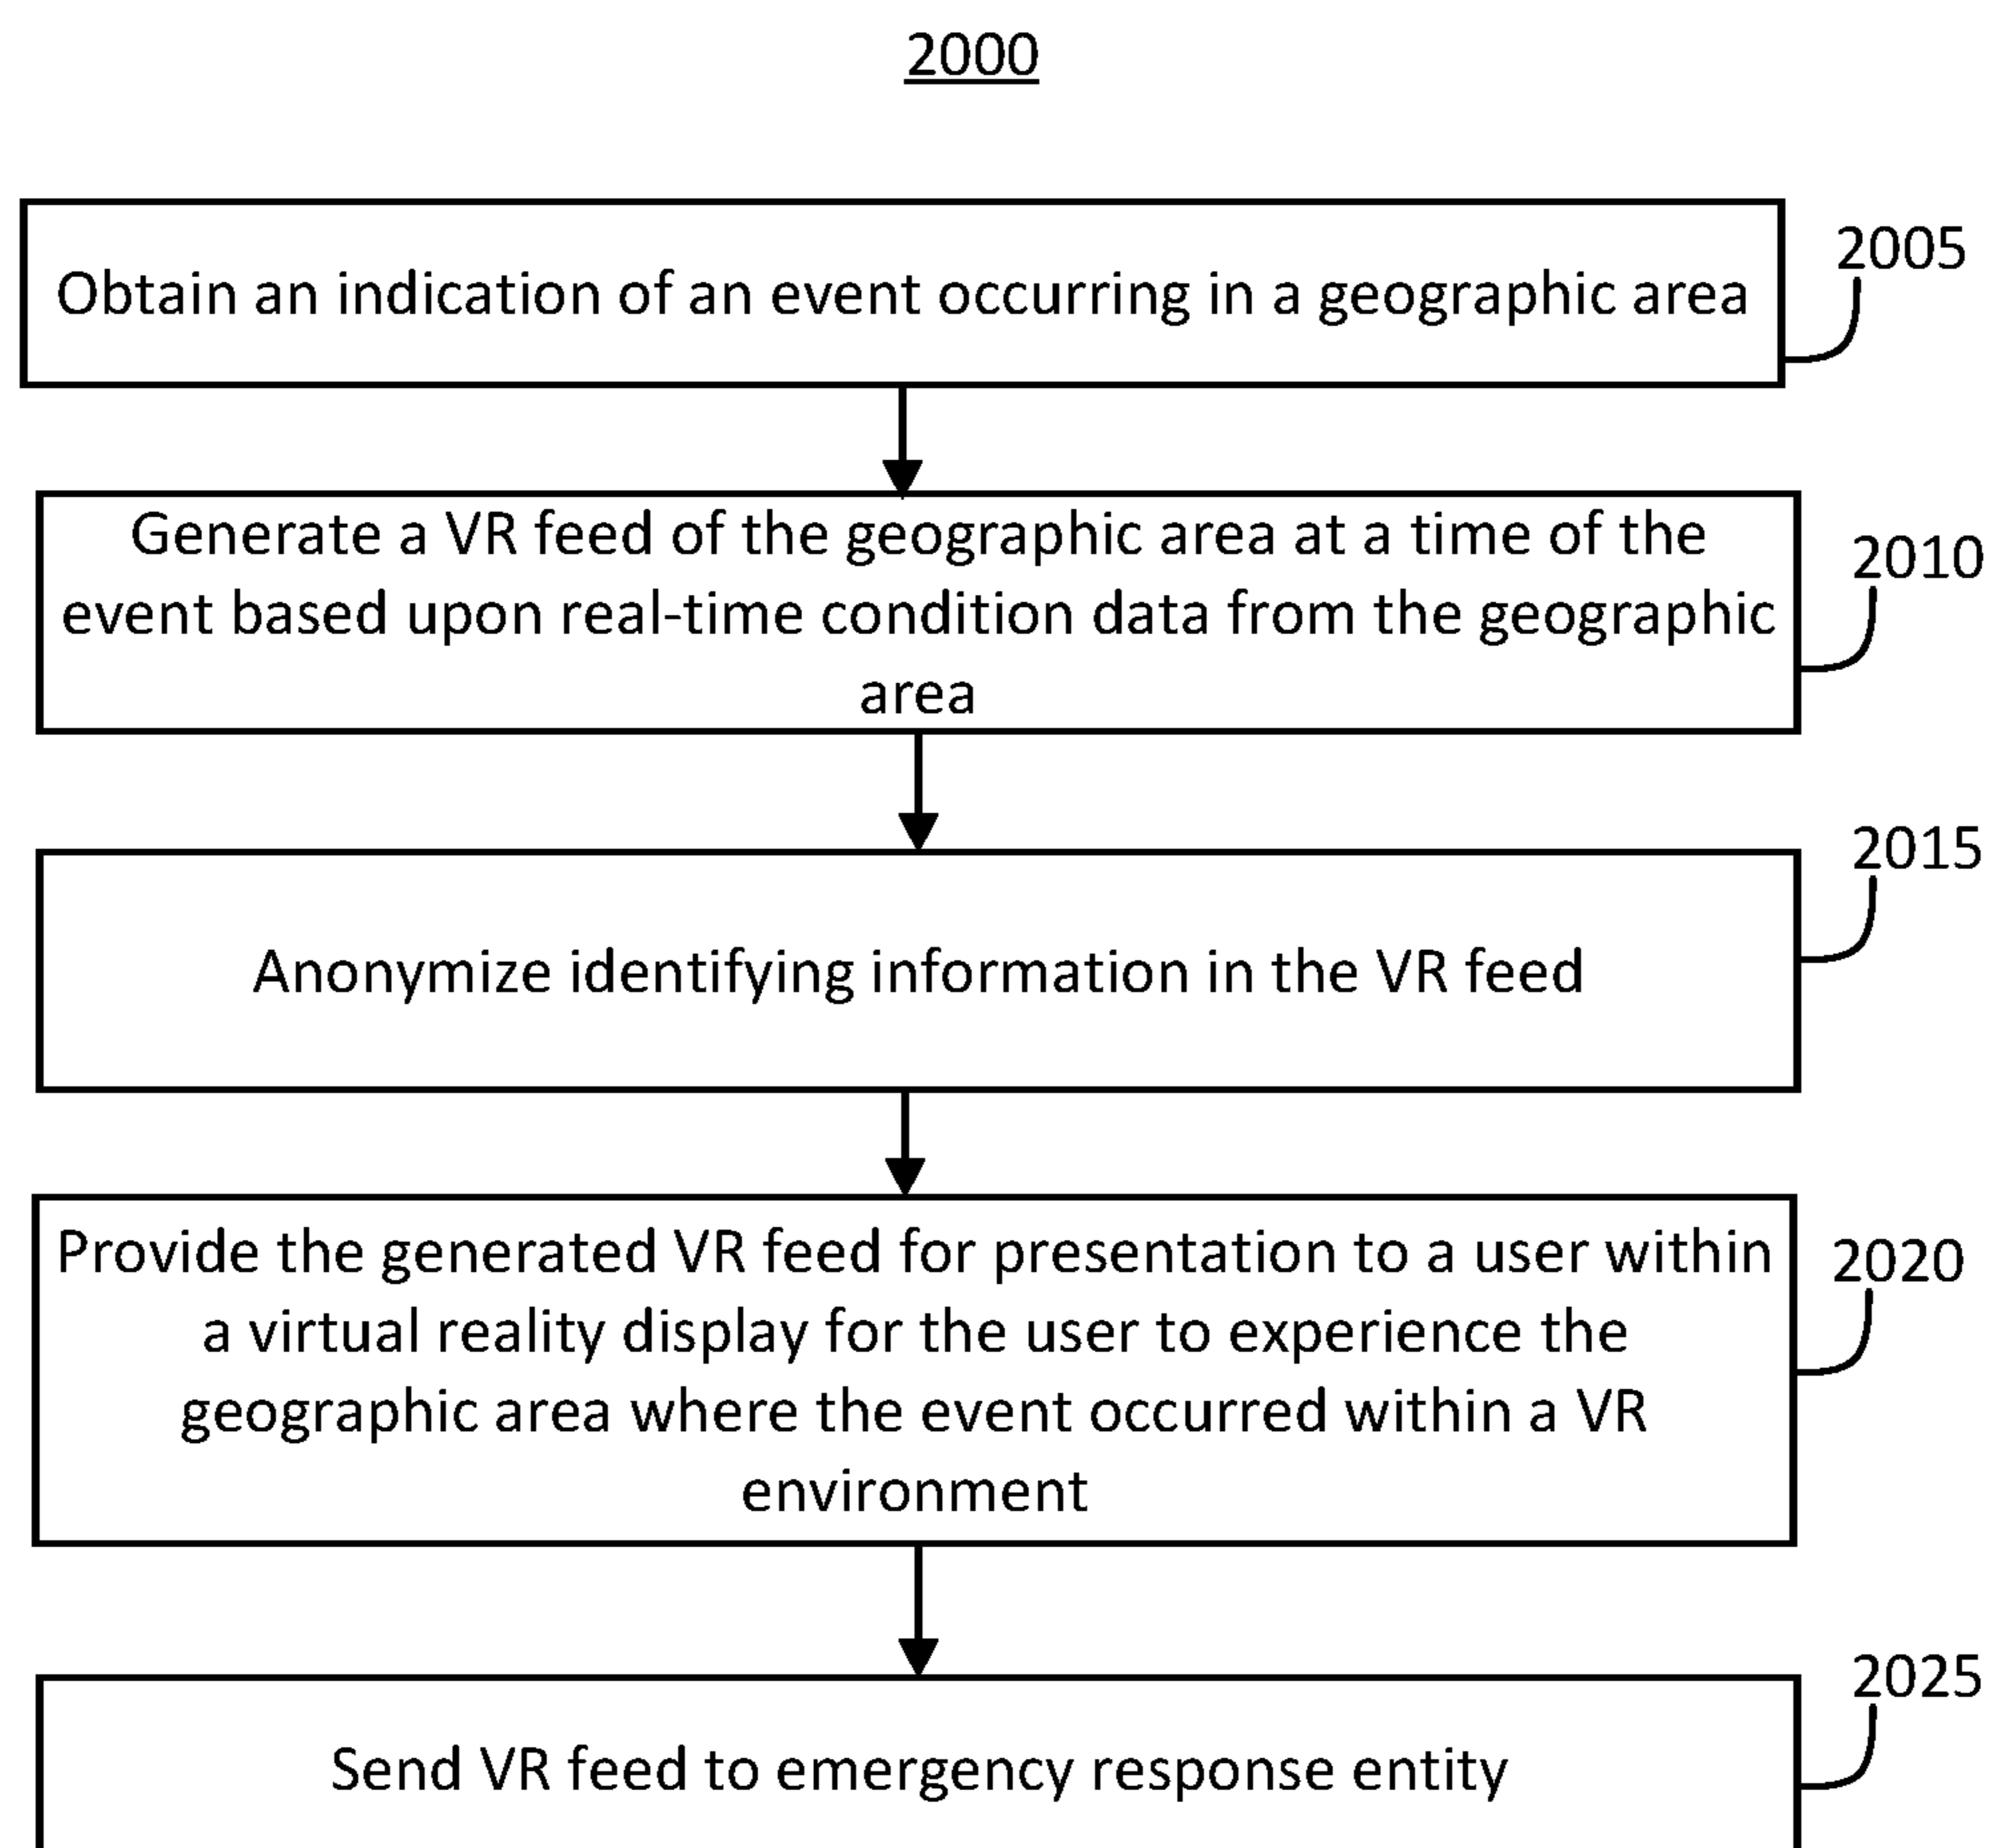 2000
Obtain an indication of an event occurring in a geographic area
2005
Generate a VR feed of the geographic area at a time of the
event based upon real-time condition data from the geographic
area
2010
Anonymize identifying information in the VR feed
2015
Provide the generated VR feed for presentation to a user within
a virtual reality display for the user to experience the
geographic area where the event occurred within a VR
environment
2020
Send VR feed to emergency response entity
2025